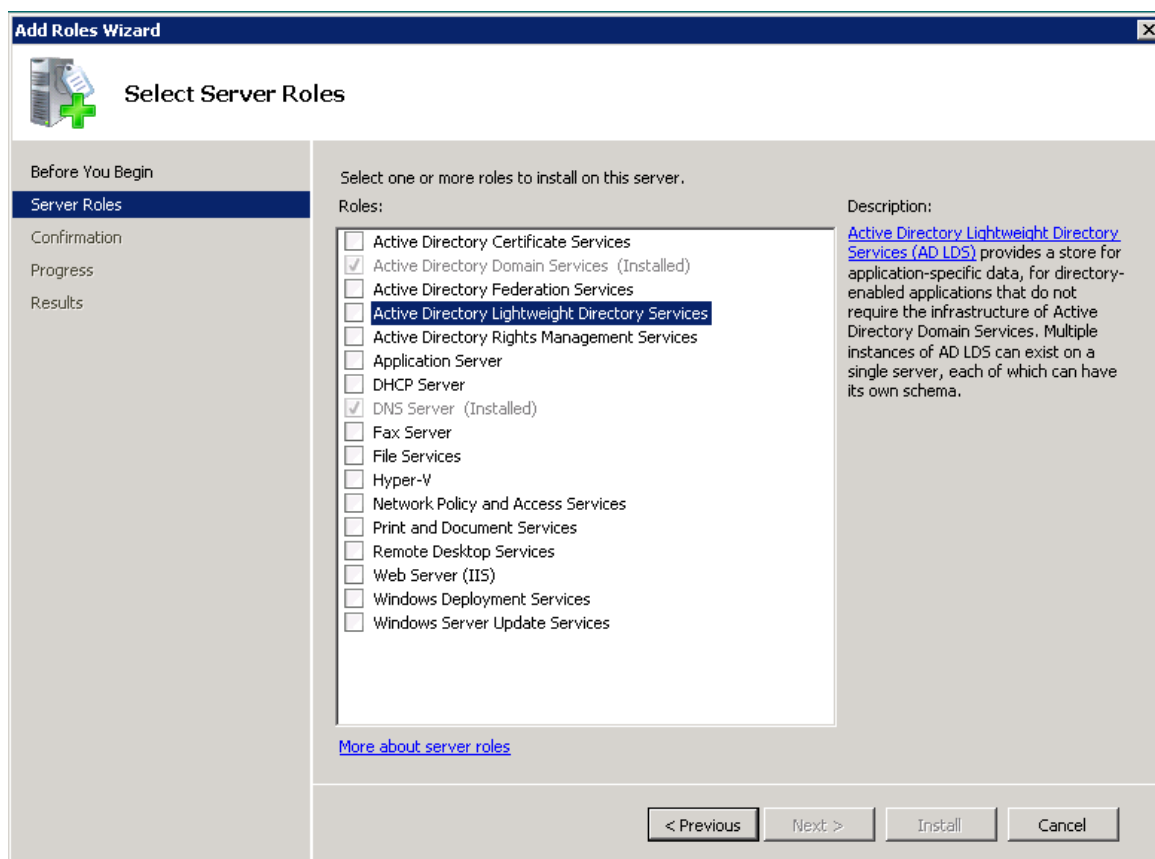 Add Roles Wizard
Select Server Roles
Before You Begin
Server Roles
Confirmation
Progress
Results
Select one or more roles to install on this server.
Roles:
Active Directory Certificate Services
Active Directory Domain Services (Installed)
Active Directory Federation Services
Active Directory Lightweight Directory Services
Active Directory Rights Management Services
Application Server
DHCP Server
DNS Server (Installed)
Fax Server
File Services
Hyper-V
Network Policy and Access Services
Print and Document Services
Remote Desktop Services
Web Server (IIS)
Windows Deployment Services
Windows Server Update Services
More about server roles
Description:
Active Directory Lightweight Directory
Services (AD LDS) provides a store for
application-specific data, for directory-
enabled applications that do not
require the infrastructure of Active
Directory Domain Services. Multiple
instances of AD LDS can exist on a
single server, each of which can have
its own schema.
< Previous
Next >
Install
Cancel